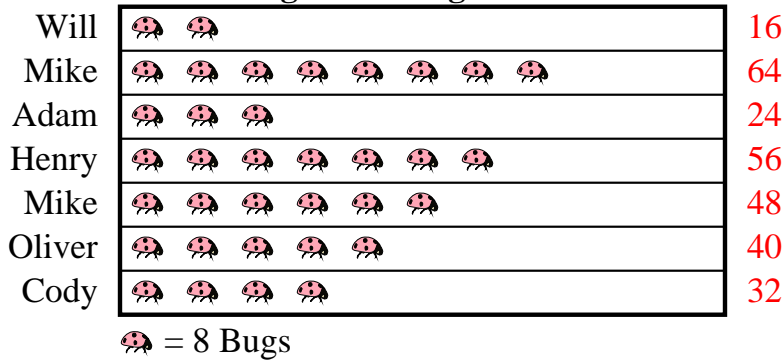 Will 16
Mike 64
Adam 24
Henry 56
Mike 48
Oliver 40
Cody 32
= 8 Bugs